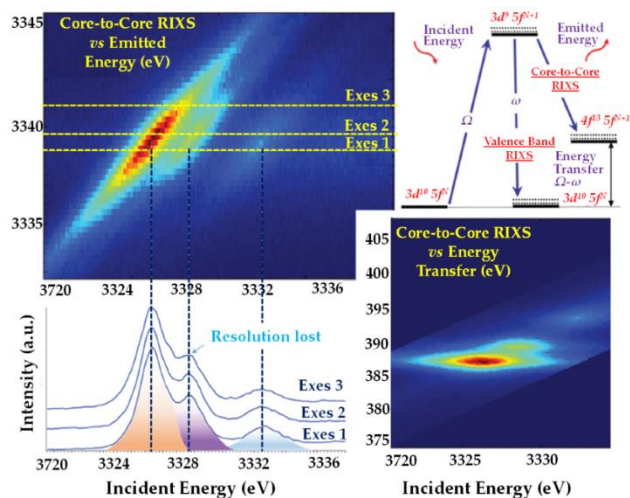 Core-to-Core RIXS
vs Emitted
Energy (eV)
3345
3340
3335
Exes 3
Exes 2
Exes 1
3720
3324
3328
3332
3336
Incident
Energy
3d⁹ 5fᴺ⁺¹
Emitted
Energy
Core-to-Core
RIXS
Ω
ω
4f¹³ 5fᴺ⁺¹
Valence Band
RIXS
Energy
Transfer
Ω-ω
3d¹⁰ 5fᴺ
3d¹⁰ 5fᴺ
Intensity (a.u.)
Resolution lost
Exes 3
Exes 2
Exes 1
3720
3324
3328
3332
3336
Incident Energy (eV)
Core-to-Core RIXS
vs Energy
Transfer (eV)
405
400
395
390
385
380
375
3720
3325
3330
Incident Energy (eV)